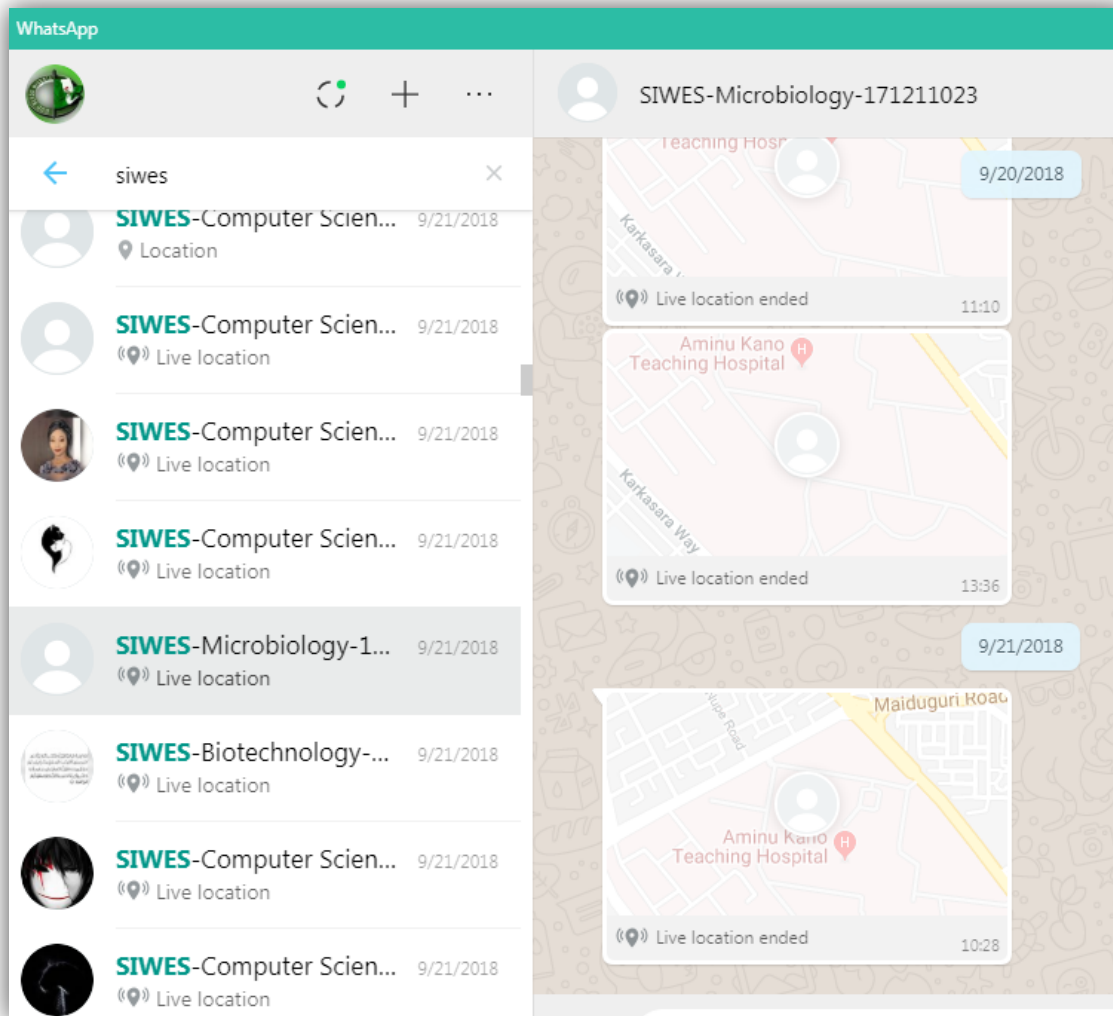 WhatsApp
siwes
SIWES-Computer Scien... 9/21/2018
Location
SIWES-Computer Scien... 9/21/2018
Live location
SIWES-Computer Scien... 9/21/2018
Live location
SIWES-Computer Scien... 9/21/2018
Live location
SIWES-Microbiology-1... 9/21/2018
Live location
SIWES-Biotechnology-... 9/21/2018
Live location
SIWES-Computer Scien... 9/21/2018
Live location
SIWES-Computer Scien... 9/21/2018
Live location
SIWES-Microbiology-171211023
Teaching Hosp
9/20/2018
Karkasara
Live location ended
11:10
Aminu Kano
H
Teaching Hospital
Karkasara Way
Live location ended
13:36
9/21/2018
Nupe Road
Maiduguri Road
Aminu Kano
H
Teaching Hospital
Live location ended
10:28